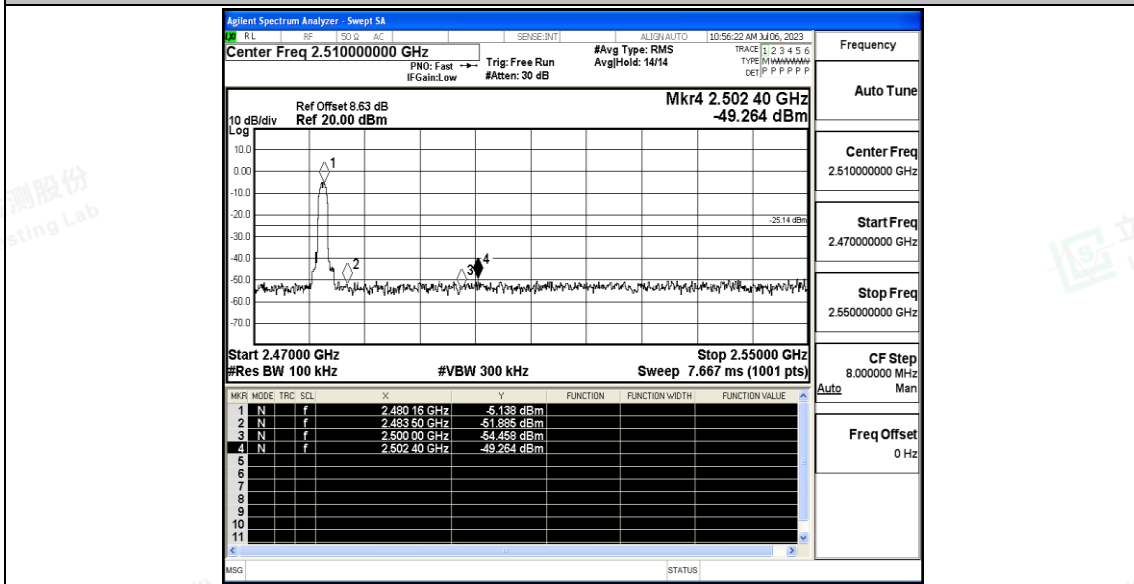 Agilent Spectrum Analyzer - Swept SA
RL RF 50 Ω AC SENSE:INT ALIGN AUTO 10:56:22 AM Jul 06, 2023
Center Freq 2.510000000 GHz
PNO: Fast
IFGain:Low
Trig: Free Run
#Atten: 30 dB
#Avg Type: RMS
Avg|Hold: 14/14
TRACE 1 2 3 4 5 6
TYPE M WWWWW
DET P P P P P P
Ref Offset 8.63 dB
10 dB/div Ref 20.00 dBm
Log
Mkr4 2.502 40 GHz
-49.264 dBm
10.0
0.00
-10.0
-20.0
-30.0
-40.0
-50.0
-60.0
-70.0
1
2
3
4
-25.14 dBm
Start 2.47000 GHz Stop 2.55000 GHz
#Res BW 100 kHz #VBW 300 kHz Sweep 7.667 ms (1001 pts)
MKR MODE TRC SCL X Y FUNCTION FUNCTION WIDTH FUNCTION VALUE
1 N f 2.480 16 GHz -5.138 dBm
2 N f 2.483 50 GHz -51.885 dBm
3 N f 2.500 00 GHz -54.458 dBm
4 N f 2.502 40 GHz -49.264 dBm
5
6
7
8
9
10
11
MSG STATUS
Frequency
Auto Tune
Center Freq
2.510000000 GHz
Start Freq
2.470000000 GHz
Stop Freq
2.550000000 GHz
CF Step
8.000000 MHz
Auto Man
Freq Offset
0 Hz
测股份
sting Lab
立